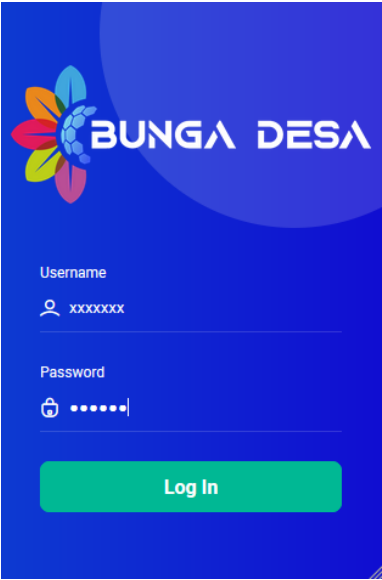 BUNGA DESA
Username
xxxxxxx
Password
••••••
Log In